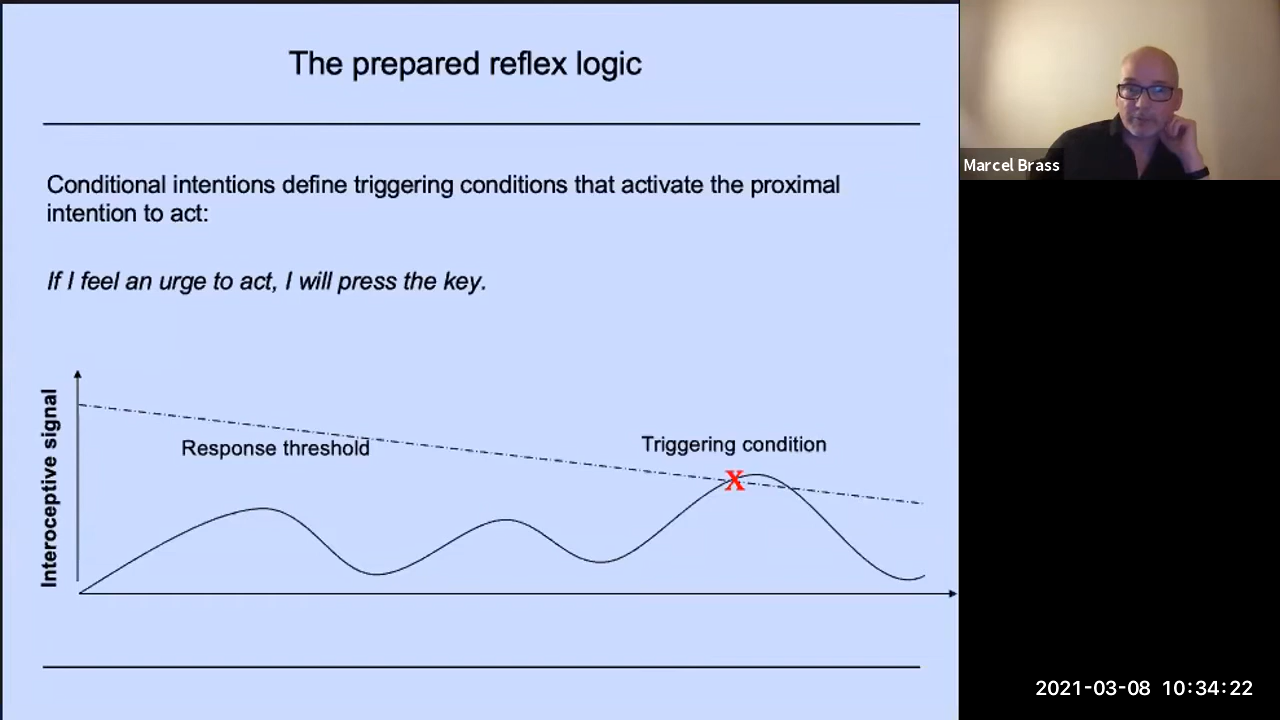 The prepared reflex logic
Conditional intentions define triggering conditions that activate the proximal
intention to act:
If I feel an urge to act, I will press the key.
Interoceptive signal
Response threshold
Triggering condition
X
Marcel Brass
2021-03-08 10:34:22